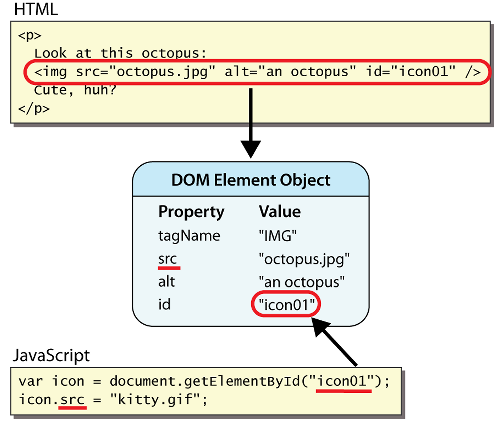 HTML
<p>
Look at this octopus:
<img src="octopus.jpg" alt="an octopus" id="icon01" />
Cute, huh?
</p>
DOM Element Object
Property Value
tagName "IMG"
src "octopus.jpg"
alt "an octopus"
id "icon01"
JavaScript
var icon = document.getElementById("icon01");
icon.src = "kitty.gif";